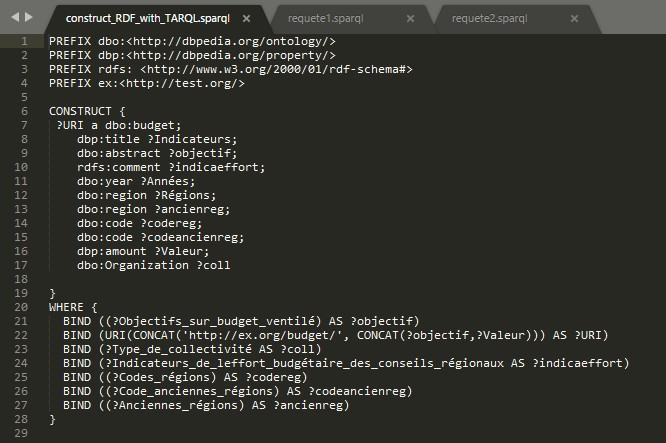 construct_RDF_with_TARQL.sparql × requete1.sparql × requete2.sparql ×
1 PREFIX dbo:<http://dbpedia.org/ontology/>
2 PREFIX dbp:<http://dbpedia.org/property/>
3 PREFIX rdfs: <http://www.w3.org/2000/01/rdf-schema#>
4 PREFIX ex:<http://test.org/>
5
6 CONSTRUCT {
7 ?URI a dbo:budget;
8 dbp:title ?Indicateurs;
9 dbo:abstract ?objectif;
10 rdfs:comment ?indicaeffort;
11 dbo:year ?Années;
12 dbo:region ?Régions;
13 dbo:region ?ancienreg;
14 dbo:code ?codereg;
15 dbo:code ?codeancienreg;
16 dbp:amount ?Valeur;
17 dbo:Organization ?coll
18
19 }
20 WHERE {
21 BIND ((?Objectifs_sur_budget_ventilé) AS ?objectif)
22 BIND (URI(CONCAT('http://ex.org/budget/', CONCAT(?objectif,?Valeur))) AS ?URI)
23 BIND (?Type_de_collectivité AS ?coll)
24 BIND (?Indicateurs_de_leffort_budgétaire_des_conseils_régionaux AS ?indicaeffort)
25 BIND ((?Codes_régions) AS ?codereg)
26 BIND ((?Code_anciennes_régions) AS ?codeancienreg)
27 BIND ((?Anciennes_régions) AS ?ancienreg)
28 }
29